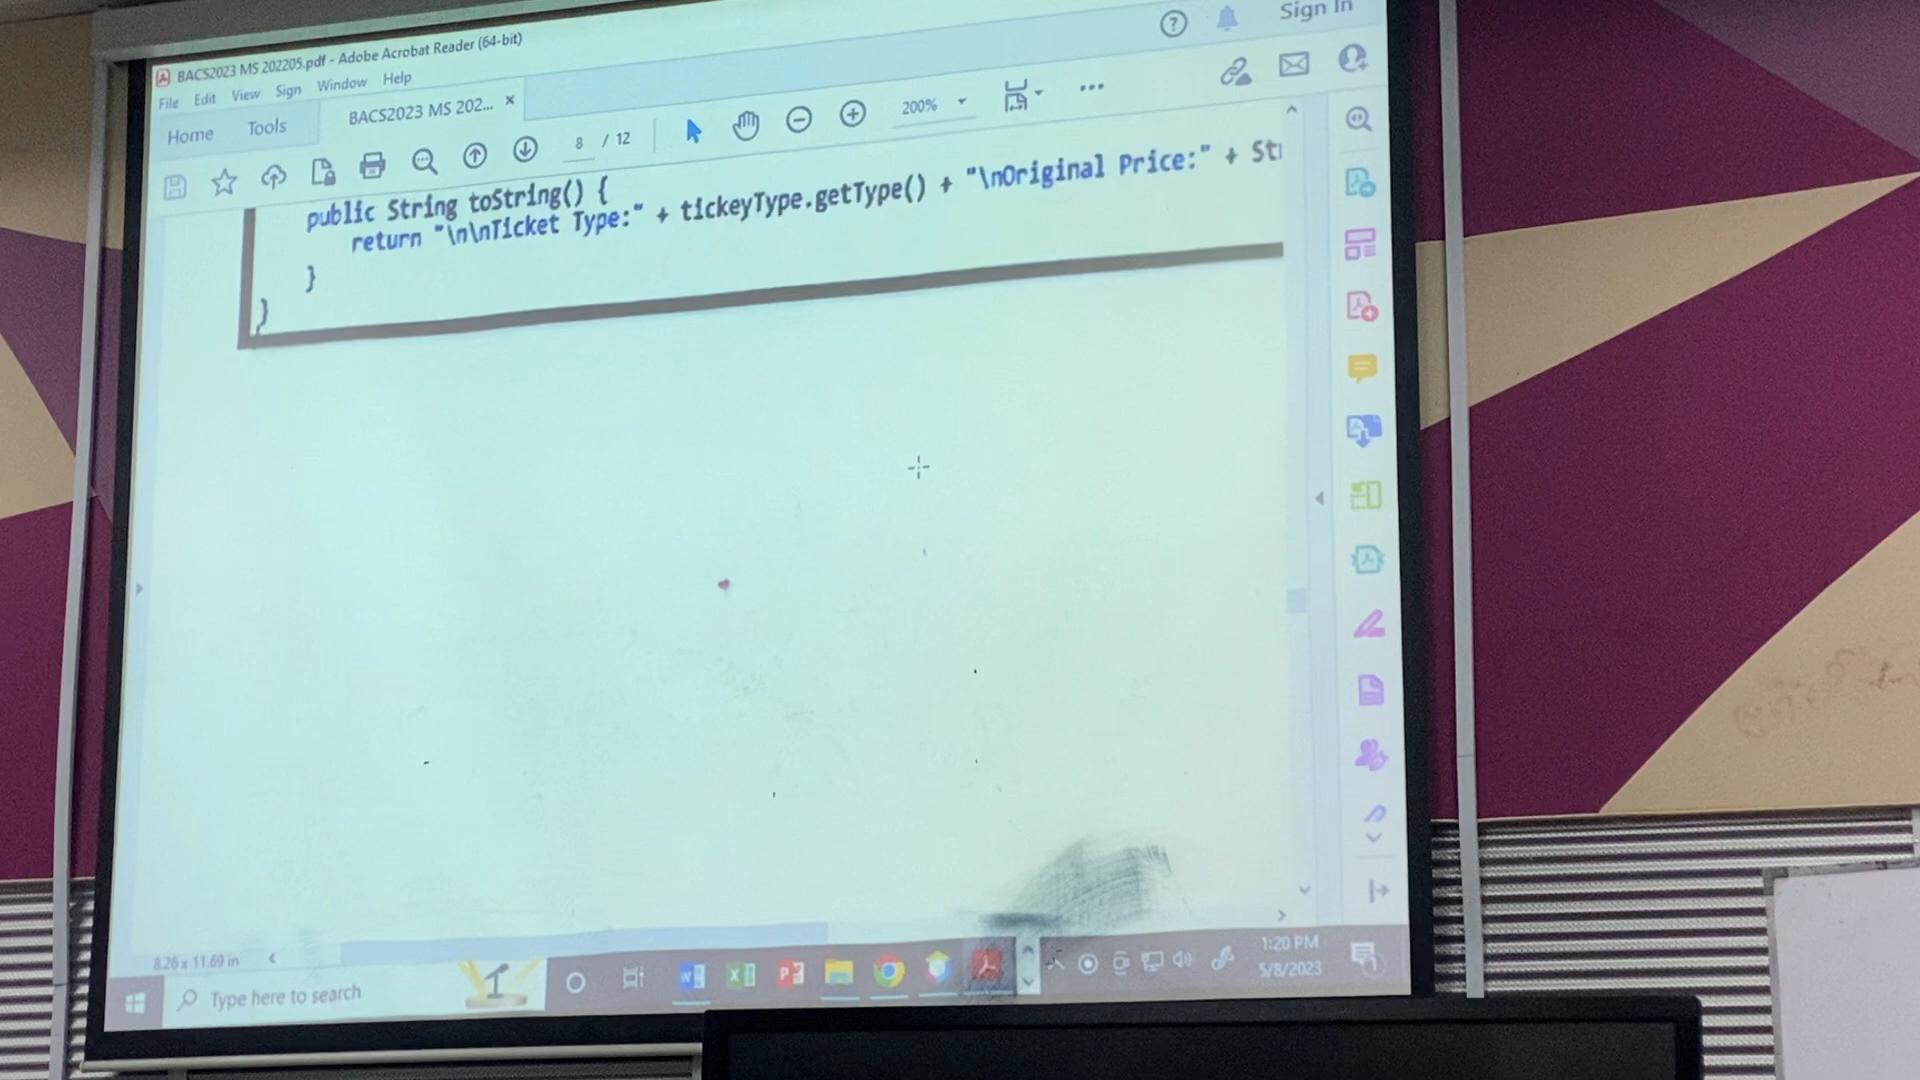 BACS2023 MS 202205.pdf - Adobe Acrobat Reader (64-bit)
Sign In
File Edit View Sign Window Help
Home Tools BACS2023 MS 202... ×
8 / 12 200%
public String toString() {
return "\n\nTicket Type:" + tickeyType.getType() + "\nOriginal Price:" + Str
}
}
8.26 x 11.69 in
Type here to search
1:20 PM
5/8/2023